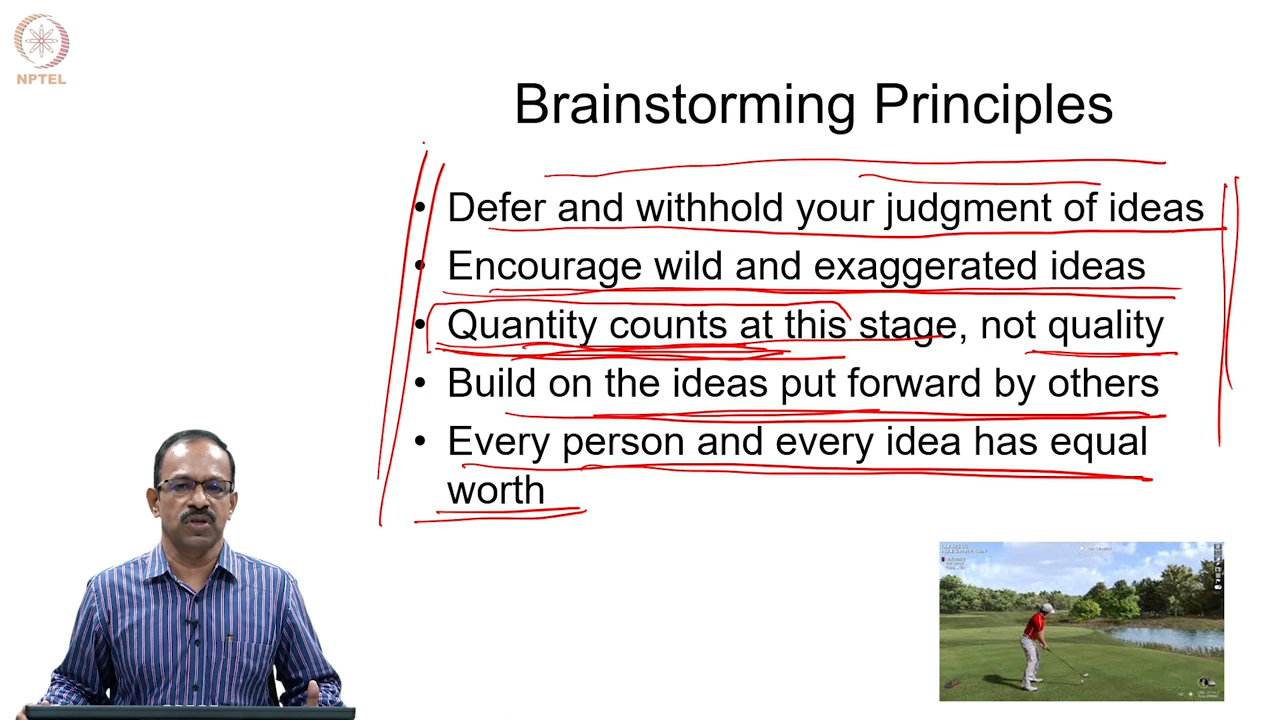 NPTEL
Brainstorming Principles
• Defer and withhold your judgment of ideas
• Encourage wild and exaggerated ideas
• Quantity counts at this stage, not quality
• Build on the ideas put forward by others
• Every person and every idea has equal
worth